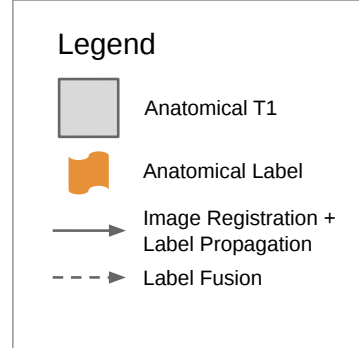 Legend
Anatomical T1
Anatomical Label
Image Registration +
Label Propagation
Label Fusion